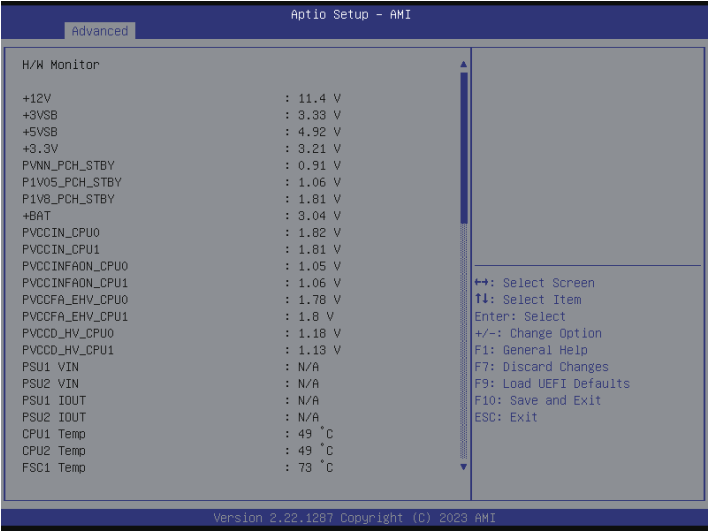 Aptio Setup - AMI
Advanced
H/W Monitor
+12V : 11.4 V
+3VSB : 3.33 V
+5VSB : 4.92 V
+3.3V : 3.21 V
PVNN_PCH_STBY : 0.91 V
P1V05_PCH_STBY : 1.06 V
P1V8_PCH_STBY : 1.81 V
+BAT : 3.04 V
PVCCIN_CPU0 : 1.82 V
PVCCIN_CPU1 : 1.81 V
PVCCINFAON_CPU0 : 1.05 V
PVCCINFAON_CPU1 : 1.06 V
PVCCFA_EHV_CPU0 : 1.78 V
PVCCFA_EHV_CPU1 : 1.8 V
PVCCD_HV_CPU0 : 1.18 V
PVCCD_HV_CPU1 : 1.13 V
PSU1 VIN : N/A
PSU2 VIN : N/A
PSU1 IOUT : N/A
PSU2 IOUT : N/A
CPU1 Temp : 49 °C
CPU2 Temp : 49 °C
FSC1 Temp : 73 °C
↔: Select Screen
↑↓: Select Item
Enter: Select
+/-: Change Option
F1: General Help
F7: Discard Changes
F9: Load UEFI Defaults
F10: Save and Exit
ESC: Exit
Version 2.22.1287 Copyright (C) 2023 AMI